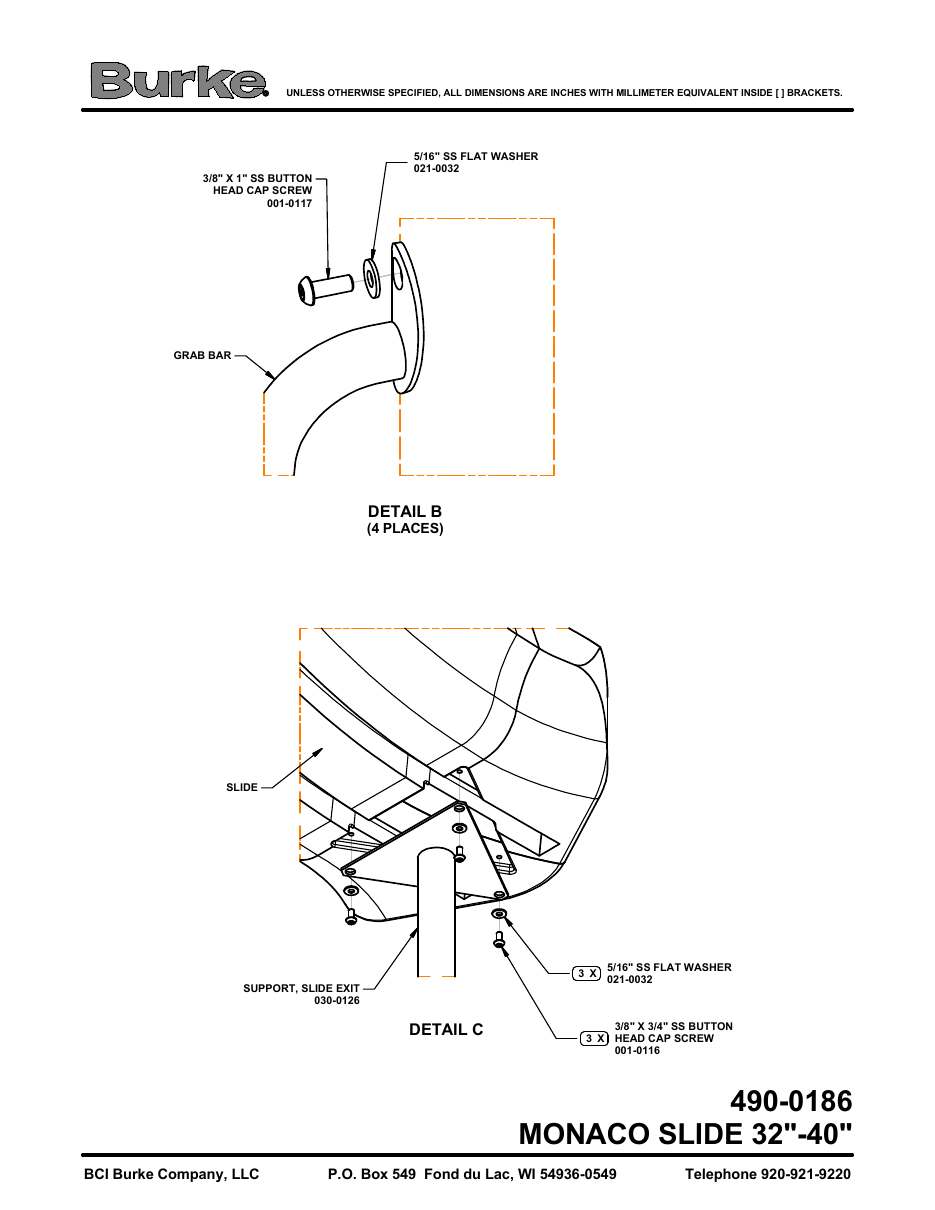 Burke
UNLESS OTHERWISE SPECIFIED, ALL DIMENSIONS ARE INCHES WITH MILLIMETER EQUIVALENT INSIDE [ ] BRACKETS.
5/16" SS FLAT WASHER
021-0032
3/8" X 1" SS BUTTON
HEAD CAP SCREW
001-0117
GRAB BAR
DETAIL B
(4 PLACES)
SLIDE
3 X
5/16" SS FLAT WASHER
021-0032
SUPPORT, SLIDE EXIT
030-0126
DETAIL C
3 X
3/8" X 3/4" SS BUTTON
HEAD CAP SCREW
001-0116
490-0186
MONACO SLIDE 32"-40"
BCI Burke Company, LLC
P.O. Box 549 Fond du Lac, WI 54936-0549
Telephone 920-921-9220